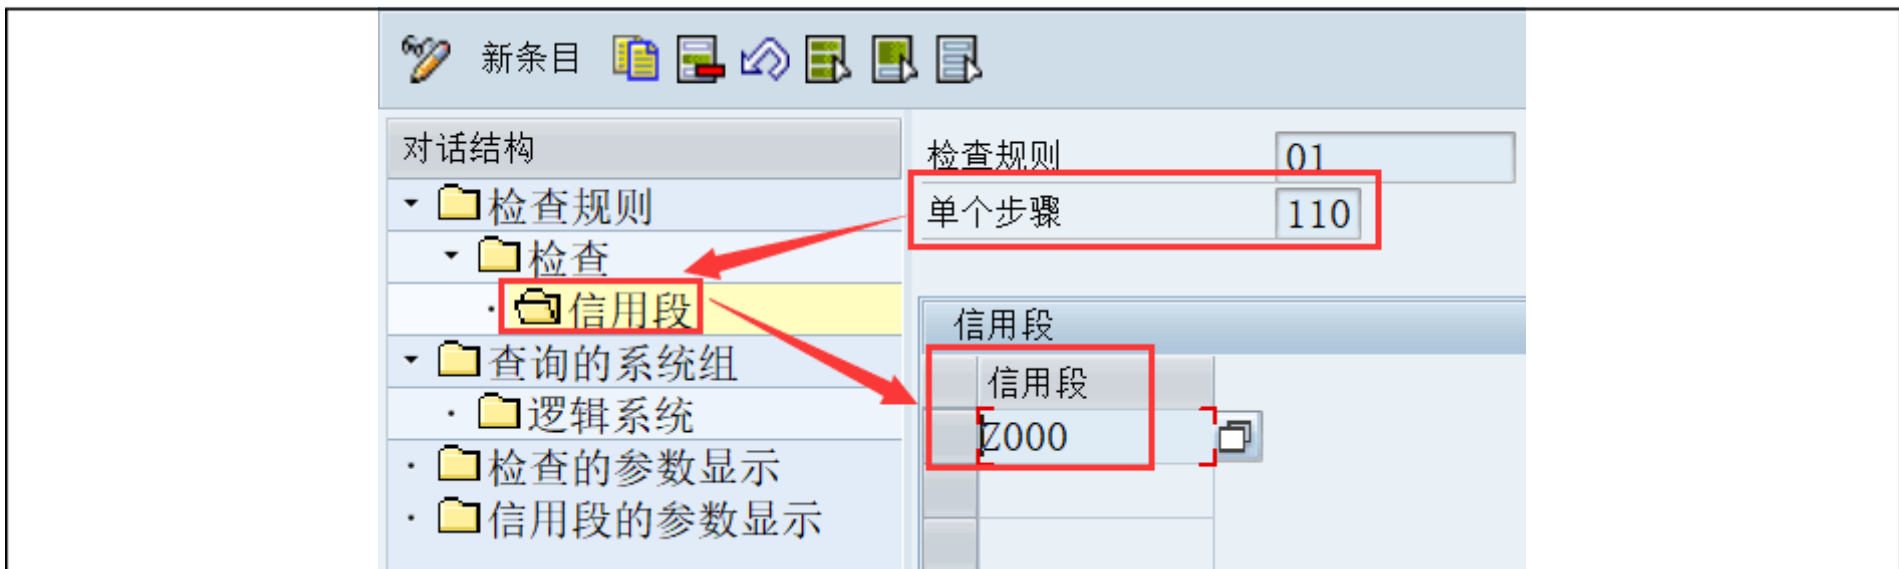 新条目
对话结构
检查规则
检查
信用段
查询的系统组
逻辑系统
检查的参数显示
信用段的参数显示
检查规则 01
单个步骤 110
信用段
信用段
Z000